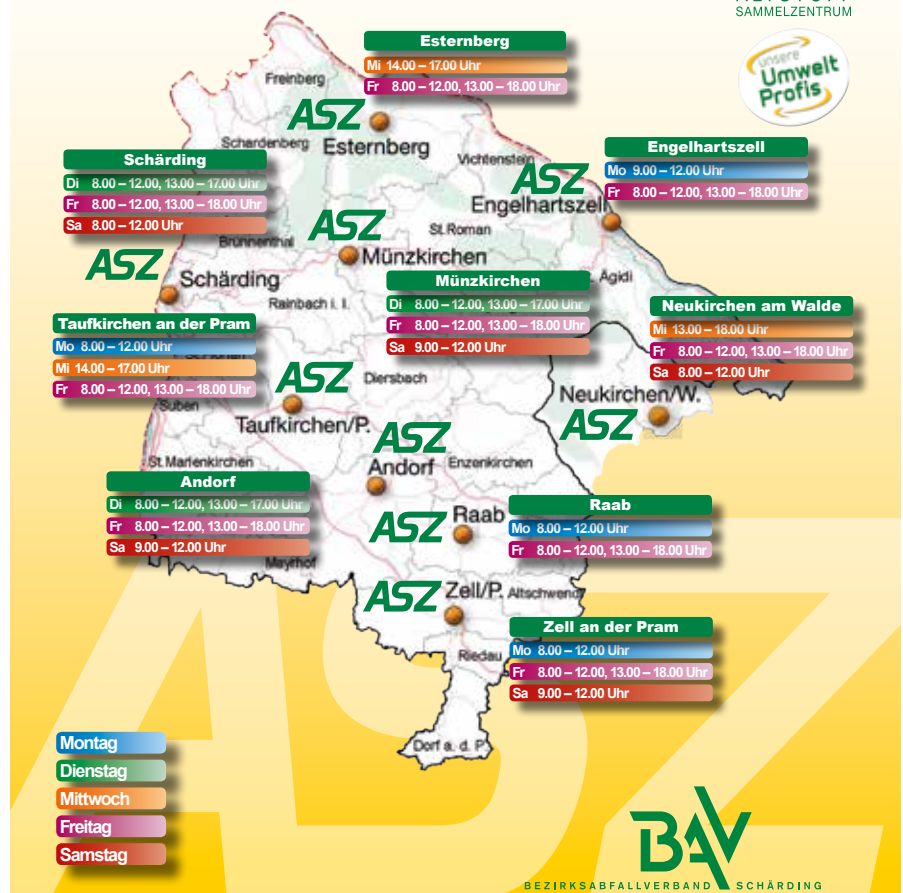 SAMMELZENTRUM
unsere
Umwelt
Profis
Esternberg
Mi 14.00 – 17.00 Uhr
Fr 8.00 – 12.00, 13.00 – 18.00 Uhr
Freinberg
ASZ
Esternberg
Schardenberg
Vichtenstein
Schärding
Di 8.00 – 12.00, 13.00 – 17.00 Uhr
Fr 8.00 – 12.00, 13.00 – 18.00 Uhr
Sa 8.00 – 12.00 Uhr
Engelhartszell
Mo 9.00 – 12.00 Uhr
Fr 8.00 – 12.00, 13.00 – 18.00 Uhr
ASZ
Engelhartszell
Brunnenthal
ASZ
St. Roman
Münzkirchen
ASZ
Schärding
Rainbach i. I.
Münzkirchen
Di 8.00 – 12.00, 13.00 – 17.00 Uhr
Fr 8.00 – 12.00, 13.00 – 18.00 Uhr
Sa 9.00 – 12.00 Uhr
Agidi
Neukirchen am Walde
Mi 13.00 – 18.00 Uhr
Fr 8.00 – 12.00, 13.00 – 18.00 Uhr
Sa 8.00 – 12.00 Uhr
Taufkirchen an der Pram
Mo 8.00 – 12.00 Uhr
Mi 14.00 – 17.00 Uhr
Fr 8.00 – 12.00, 13.00 – 18.00 Uhr
Suben
ASZ
Diersbach
Taufkirchen/P.
Neukirchen/W.
ASZ
ASZ
Andorf
Enzenkirchen
St. Marienkirchen
Andorf
Di 8.00 – 12.00, 13.00 – 17.00 Uhr
Fr 8.00 – 12.00, 13.00 – 18.00 Uhr
Sa 9.00 – 12.00 Uhr
Mayrhof
ASZ
Raab
Raab
Mo 8.00 – 12.00 Uhr
Fr 8.00 – 12.00, 13.00 – 18.00 Uhr
ASZ
Zell/P.
Altschwend
Zell an der Pram
Mo 8.00 – 12.00 Uhr
Fr 8.00 – 12.00, 13.00 – 18.00 Uhr
Sa 9.00 – 12.00 Uhr
Riedau
Dorf a. d. P.
Montag
Dienstag
Mittwoch
Freitag
Samstag
ASZ
BAV
BEZIRKSABFALLVERBAND SCHÄRDING